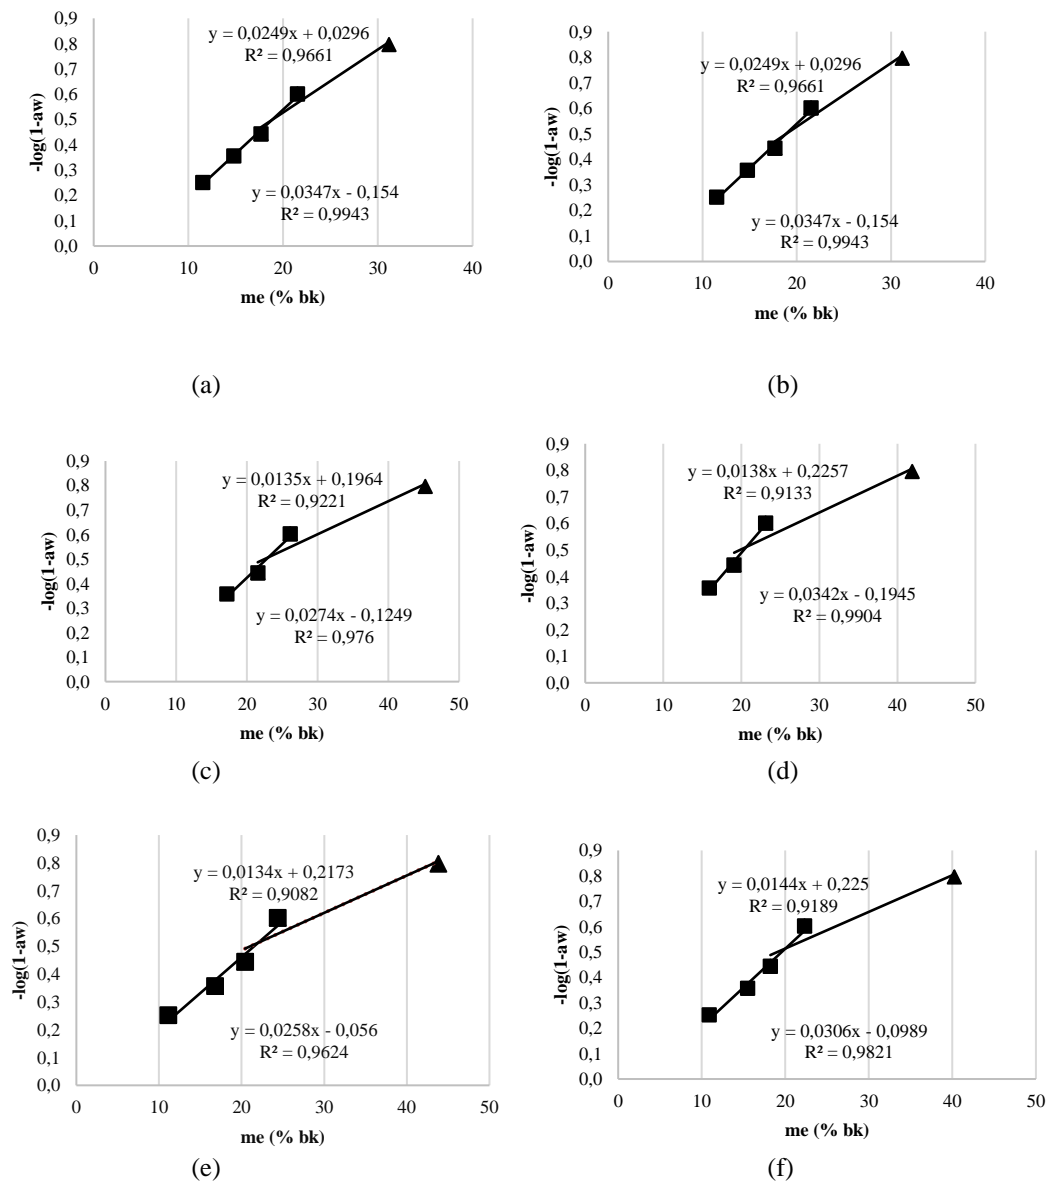 0,9
0,8
0,7
0,6
0,5
0,4
0,3
0,2
0,1
0,0
-log(1-aw)
y = 0,0249x + 0,0296
R² = 0,9661
y = 0,0347x - 0,154
R² = 0,9943
0 10 20 30 40
me (% bk)
(a)
0,9
0,8
0,7
0,6
0,5
0,4
0,3
0,2
0,1
0,0
-log(1-aw)
y = 0,0249x + 0,0296
R² = 0,9661
y = 0,0347x - 0,154
R² = 0,9943
0 10 20 30 40
me (% bk)
(b)
0,9
0,8
0,7
0,6
0,5
0,4
0,3
0,2
0,1
0,0
-log(1-aw)
y = 0,0135x + 0,1964
R² = 0,9221
y = 0,0274x - 0,1249
R² = 0,976
0 10 20 30 40 50
me (% bk)
(c)
0,9
0,8
0,7
0,6
0,5
0,4
0,3
0,2
0,1
0,0
-log(1-aw)
y = 0,0138x + 0,2257
R² = 0,9133
y = 0,0342x - 0,1945
R² = 0,9904
0 10 20 30 40 50
me (% bk)
(d)
0,9
0,8
0,7
0,6
0,5
0,4
0,3
0,2
0,1
0,0
-log(1-aw)
y = 0,0134x + 0,2173
R² = 0,9082
y = 0,0258x - 0,056
R² = 0,9624
0 10 20 30 40 50
me (% bk)
(e)
0,9
0,8
0,7
0,6
0,5
0,4
0,3
0,2
0,1
0,0
-log(1-aw)
y = 0,0144x + 0,225
R² = 0,9189
y = 0,0306x - 0,0989
R² = 0,9821
0 10 20 30 40 50
me (% bk)
(f)